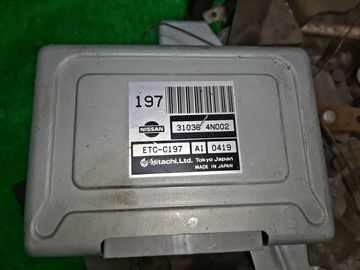 197
NISSAN
31036 4N002
ETC-C197 A1 0419
Hitachi, Ltd. Tokyo Japan
MADE IN JAPAN